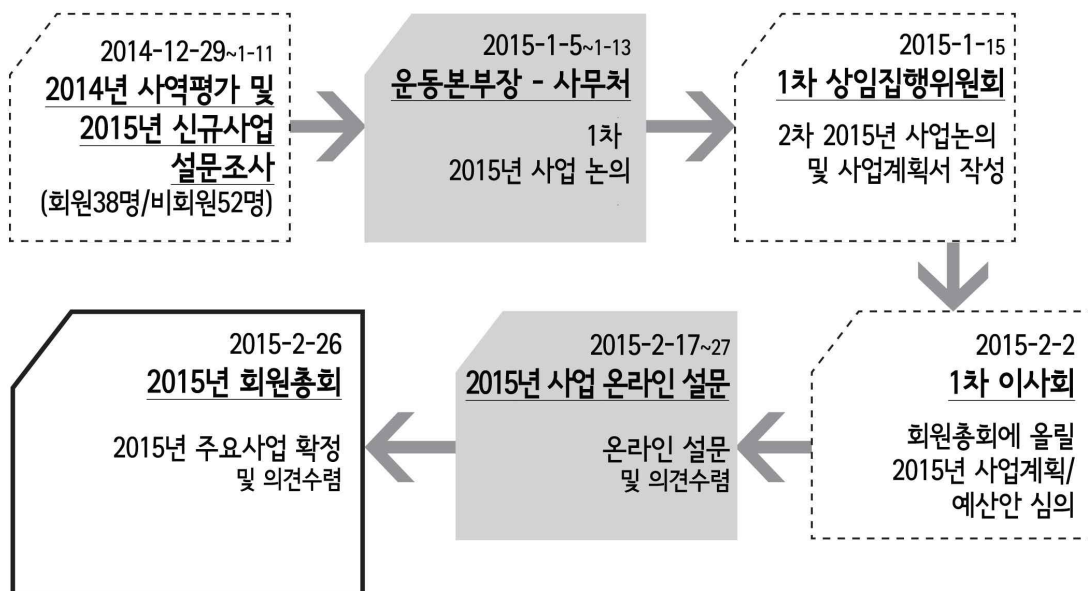 2014-12-29~1-11
2014년 사역평가 및
2015년 신규사업
설문조사
(회원38명/비회원52명)
2015-1-5~1-13
운동본부장 - 사무처
1차
2015년 사업 논의
2015-1-15
1차 상임집행위원회
2차 2015년 사업논의
및 사업계획서 작성
2015-2-2
1차 이사회
회원총회에 올릴
2015년 사업계획/
예산안 심의
2015-2-17~27
2015년 사업 온라인 설문
온라인 설문
및 의견수렴
2015-2-26
2015년 회원총회
2015년 주요사업 확정
및 의견수렴